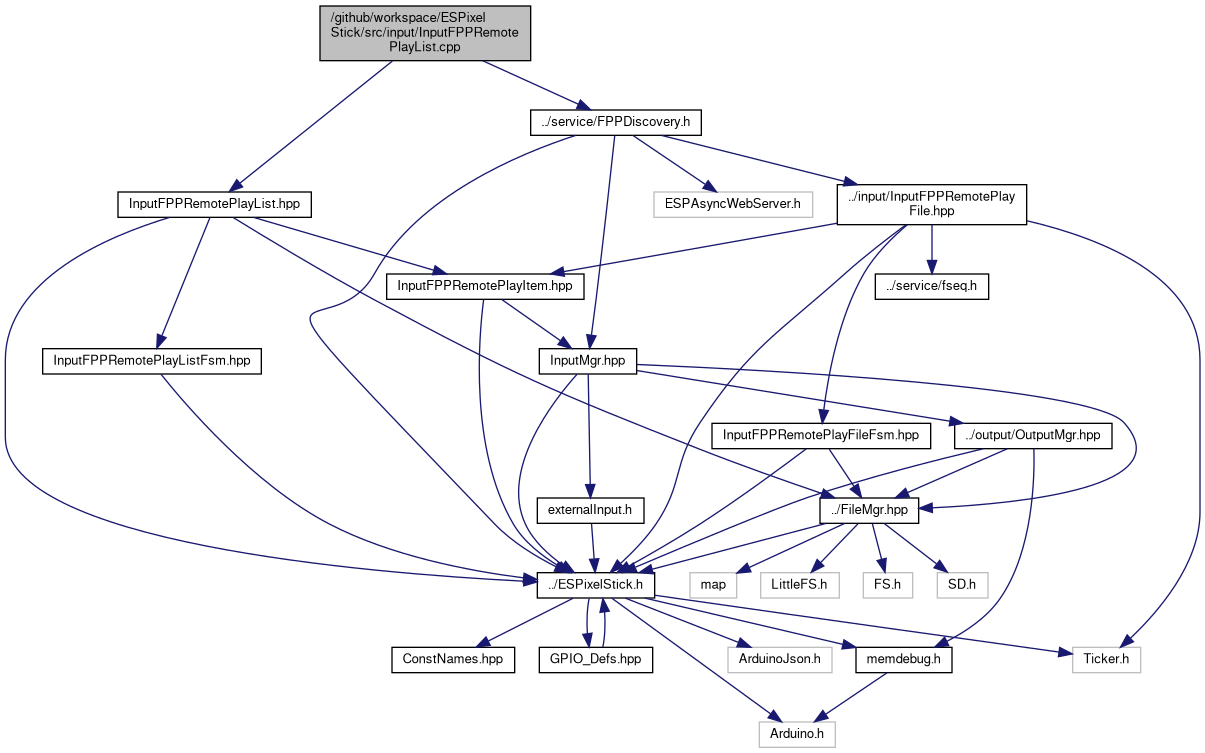 /github/workspace/ESPixel
Stick/src/input/InputFPPRemote
PlayList.cpp
../service/FPPDiscovery.h
InputFPPRemotePlayList.hpp
ESPAsyncWebServer.h
../input/InputFPPRemotePlay
File.hpp
InputFPPRemotePlayItem.hpp
../service/fseq.h
InputFPPRemotePlayListFsm.hpp
InputMgr.hpp
InputFPPRemotePlayFileFsm.hpp
../output/OutputMgr.hpp
externalInput.h
../FileMgr.hpp
../ESPixelStick.h
map
LittleFS.h
FS.h
SD.h
ConstNames.hpp
GPIO_Defs.hpp
ArduinoJson.h
memdebug.h
Ticker.h
Arduino.h